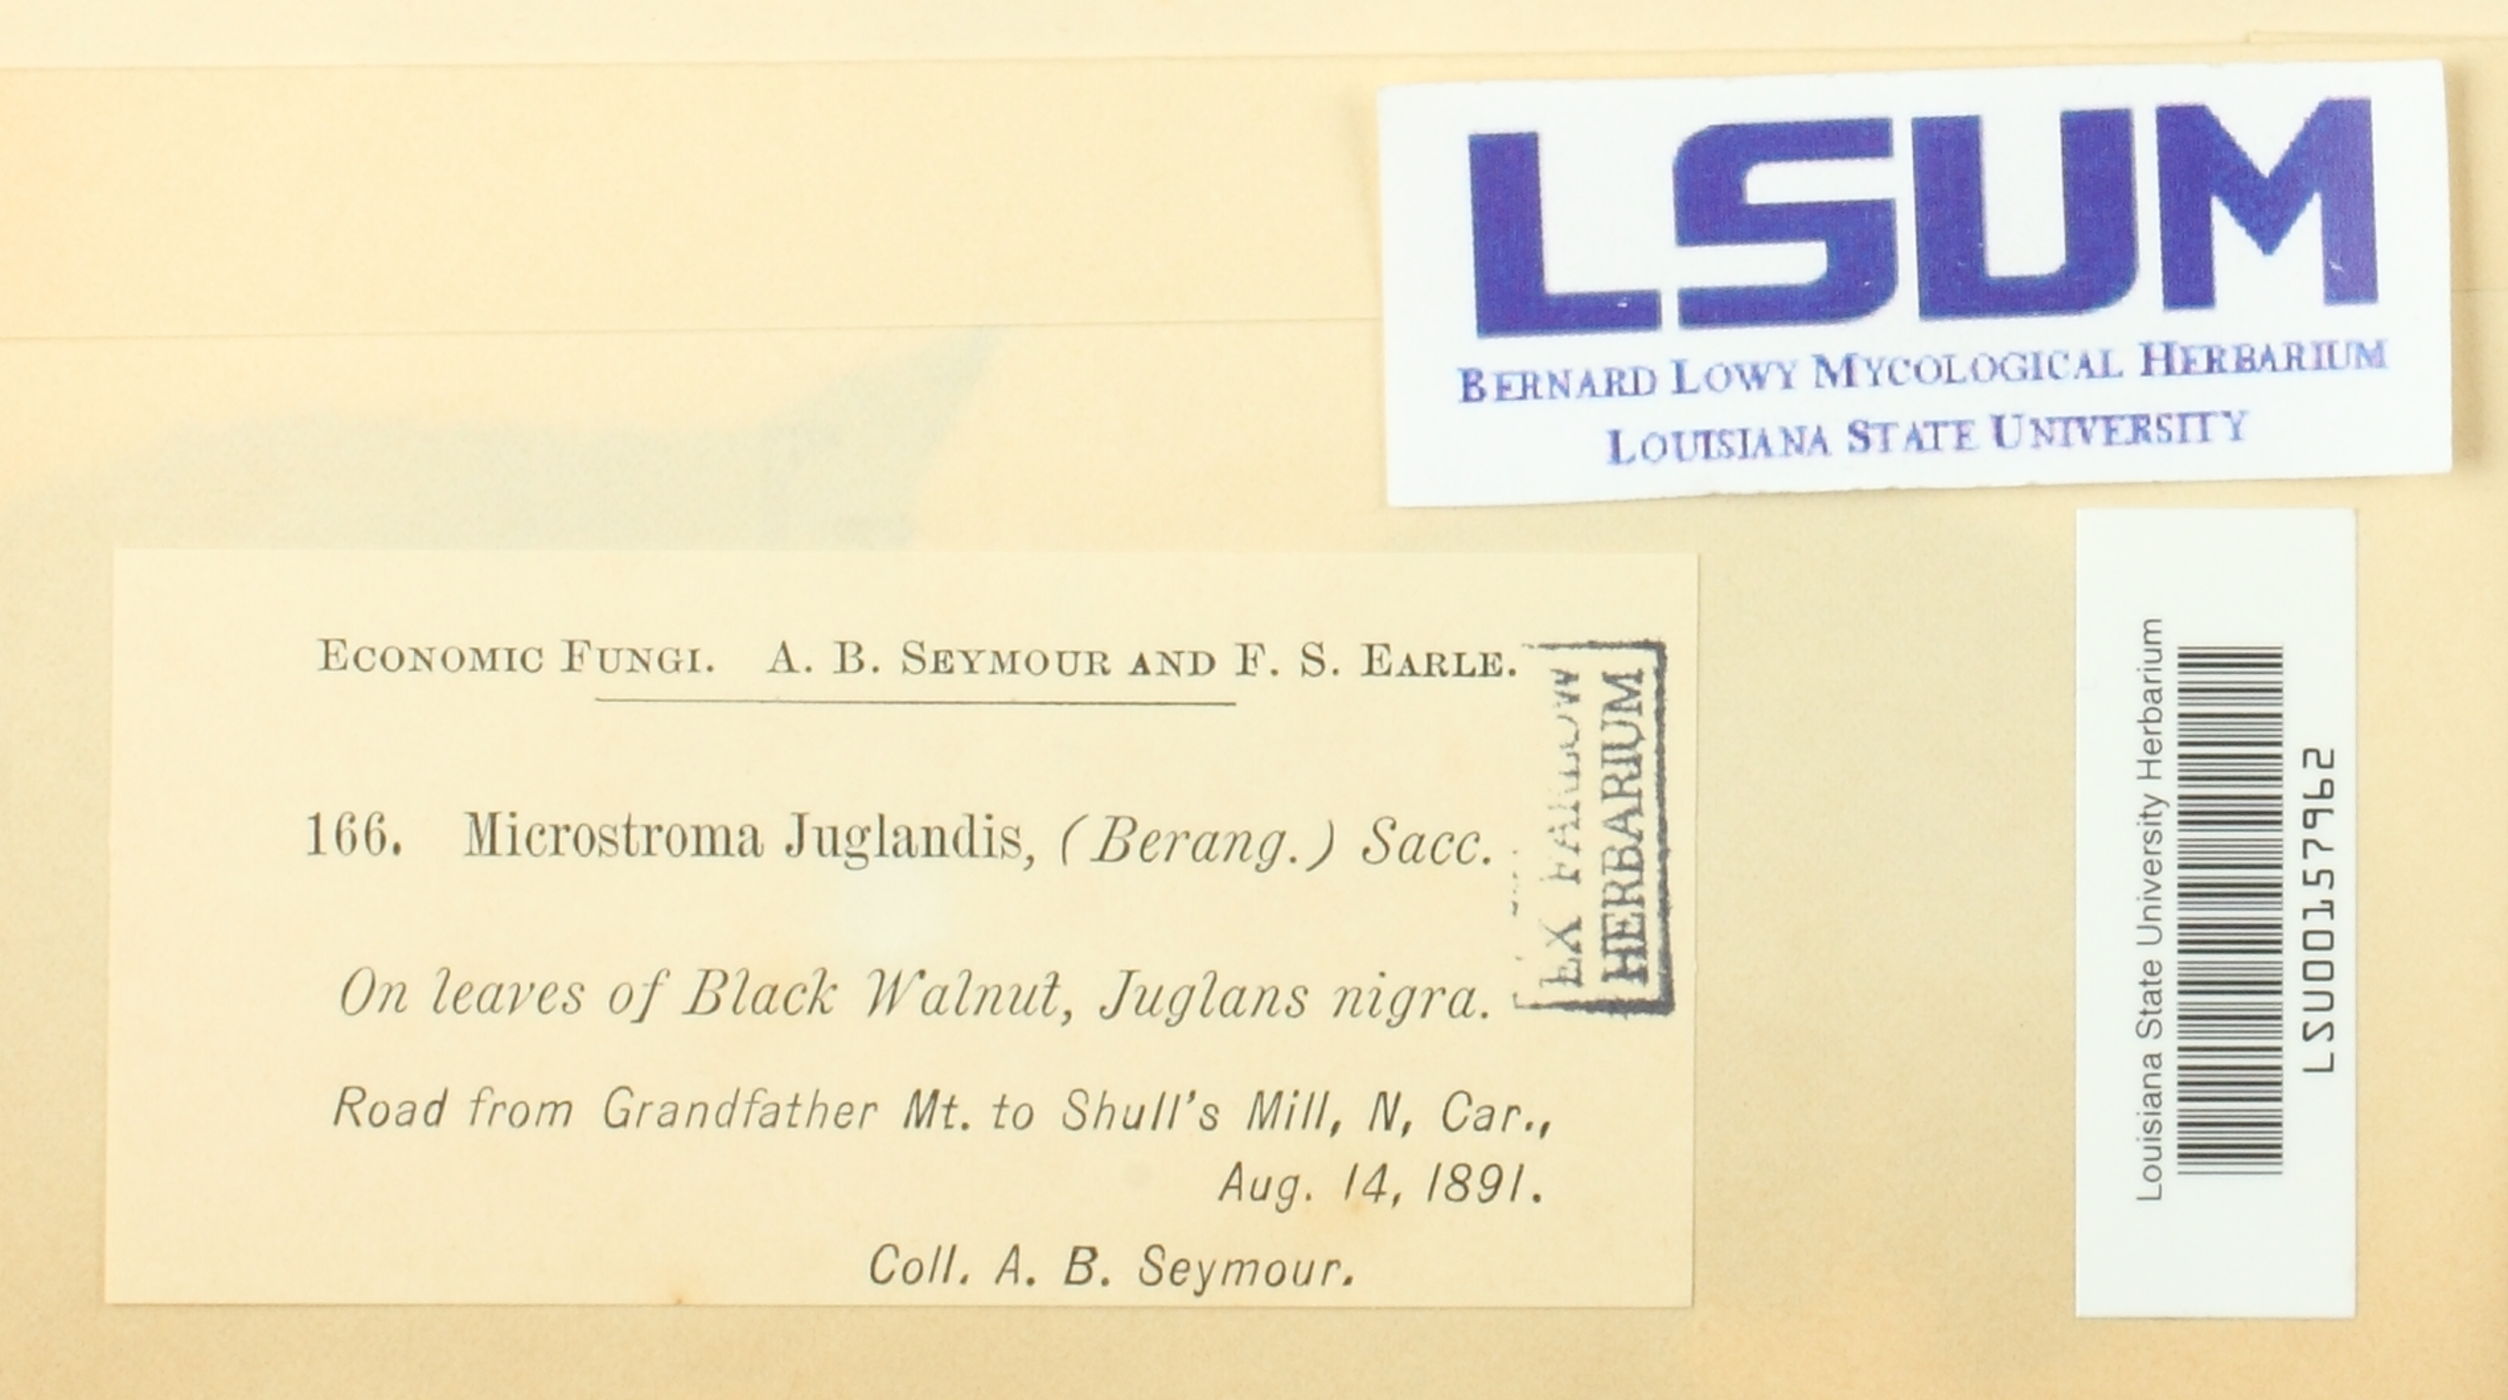 LSUM
BERNARD LOWY MYCOLOGICAL HERBARIUM
LOUISIANA STATE UNIVERSITY
ECONOMIC FUNGI. A. B. SEYMOUR AND F. S. EARLE.
166. Microstroma Juglandis, (Berang.) Sacc.
On leaves of Black Walnut, Juglans nigra.
Road from Grandfather Mt. to Shull's Mill, N, Car.,
Aug. 14, 1891.
Coll. A. B. Seymour.
EX FARLOW
HERBARIUM
Louisiana State University Herbarium
LSU00157962